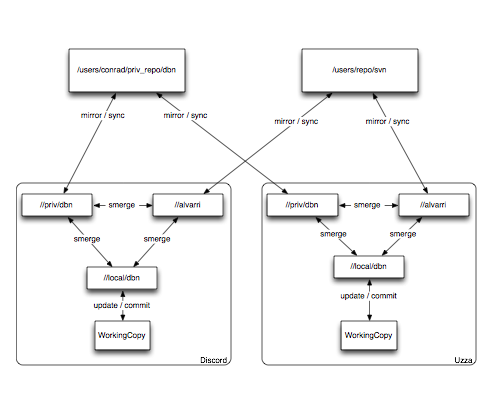 /users/conrad/priv_repo/dbn
/users/repo/svn
mirror / sync
mirror / sync
mirror / sync
mirror / sync
//priv/dbn
smerge
//alvarri
//priv/dbn
smerge
//alvarri
smerge
smerge
smerge
smerge
//local/dbn
//local/dbn
update / commit
update / commit
WorkingCopy
WorkingCopy
Discord
Uzza